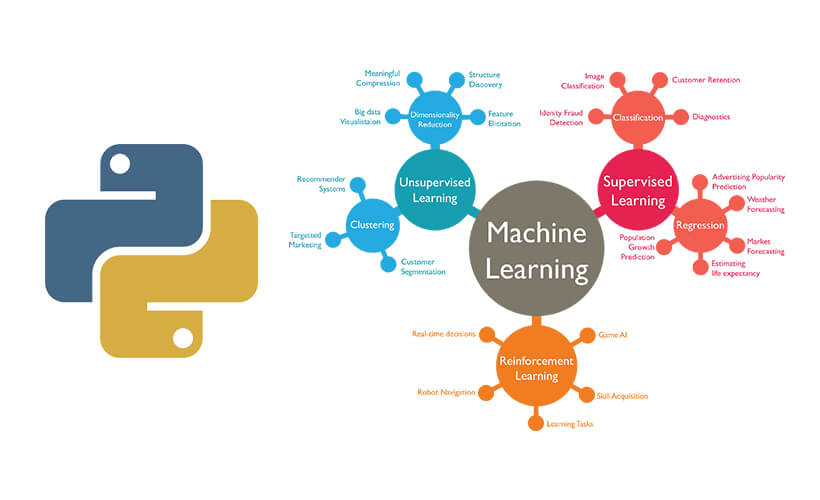 Meaningful
Compression
Structure
Discovery
Big data
Visualistaion
Dimensionality
Reduction
Feature
Elicitation
Unsupervised
Learning
Recommender
Systems
Clustering
Targetted
Marketing
Customer
Segmentation
Machine
Learning
Image
Classification
Customer Retention
Idenity Fraud
Detection
Classification
Diagnostics
Supervised
Learning
Advertising Popularity
Prediction
Weather
Forecasting
Regression
Population
Growth
Prediction
Market
Forecasting
Estimating
life expectancy
Real-time decisions
Game AI
Reinforcement
Learning
Robot Navigation
Skill Acquisition
Learning Tasks